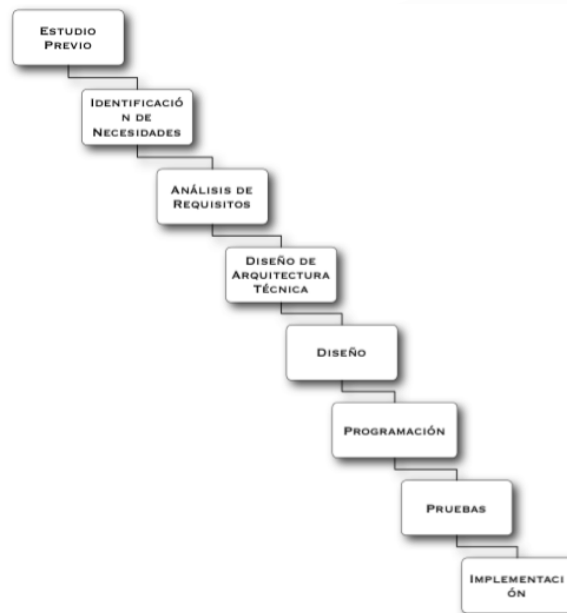 ESTUDIO
PREVIO
IDENTIFICACIÓ
N DE
NECESIDADES
ANÁLISIS DE
REQUISITOS
DISEÑO DE
ARQUITECTURA
TÉCNICA
DISEÑO
PROGRAMACIÓN
PRUEBAS
IMPLEMENTACI
ÓN